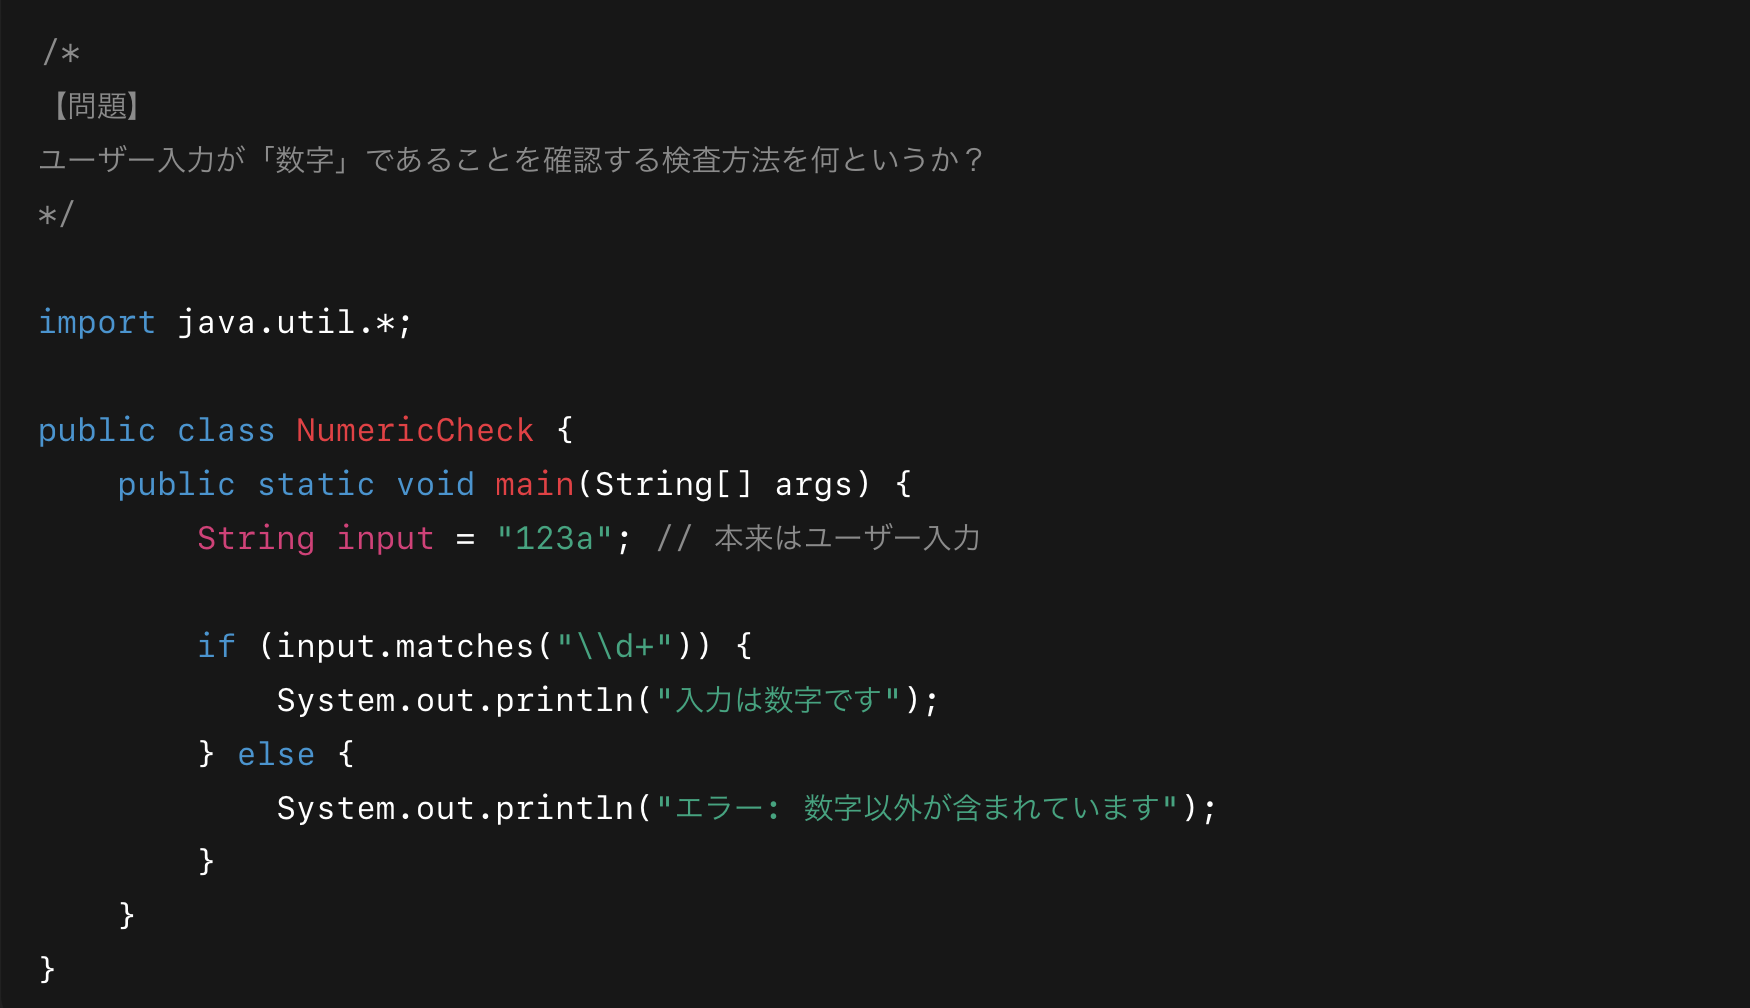 /*
【問題】
ユーザー入力が「数字」であることを確認する検査方法を何というか？
*/
import java.util.*;
public class NumericCheck {
public static void main(String[] args) {
String input = "123a"; // 本来はユーザー入力
if (input.matches("\\d+")) {
System.out.println("入力は数字です");
} else {
System.out.println("エラー: 数字以外が含まれています");
}
}
}